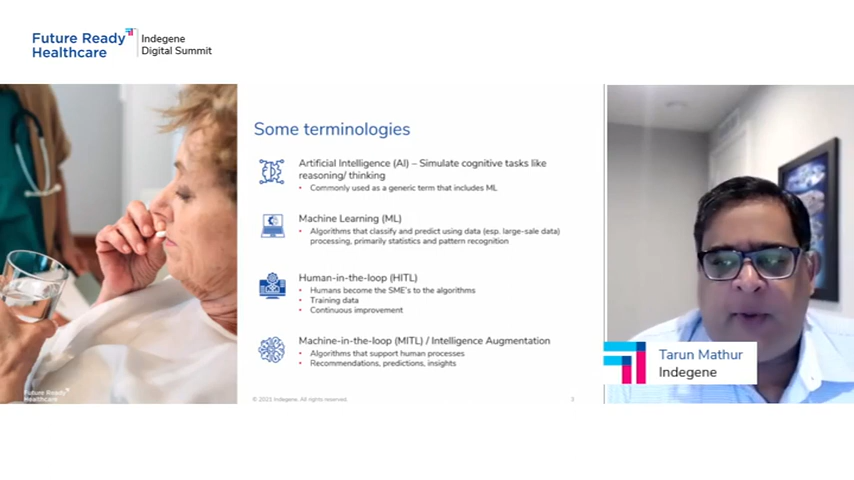 Future Ready
Healthcare
Indegene
Digital Summit
Some terminologies
Artificial Intelligence (AI) – Simulate cognitive tasks like
reasoning/ thinking
• Commonly used as a generic term that includes ML
Machine Learning (ML)
• Algorithms that classify and predict using data (esp. large-sale data)
processing, primarily statistics and pattern recognition
Human-in-the-loop (HITL)
• Humans become the SME's to the algorithms
• Training data
• Continuous improvement
Machine-in-the-loop (MITL) / Intelligence Augmentation
• Algorithms that support human processes
• Recommendations, predictions, insights
Future Ready
Healthcare
© 2021 Indegene. All rights reserved.
3
Tarun Mathur
Indegene